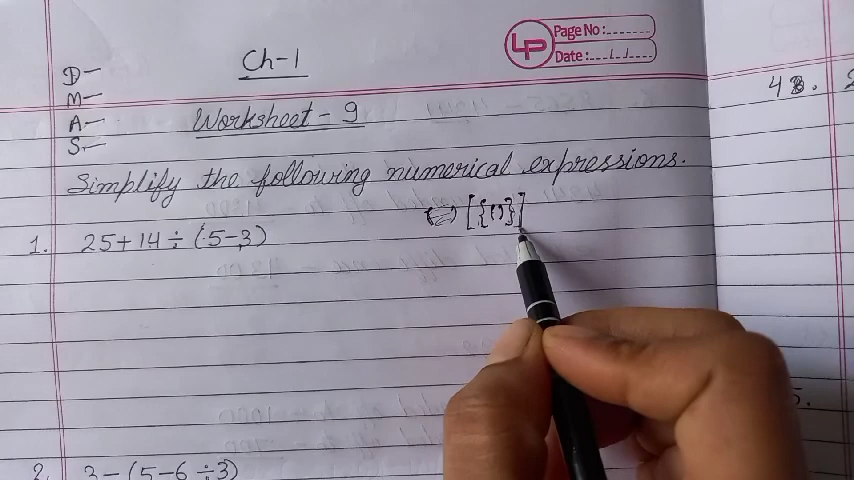 Ch-1
LP
Page No :.......
Date : ...../...../.....
D-
M-
A-
S.-
Worksheet - 9
Simplify the following numerical expressions.
[{()}]
1. 25+14÷(5-3)
2. 3-(5-6÷3)
5.